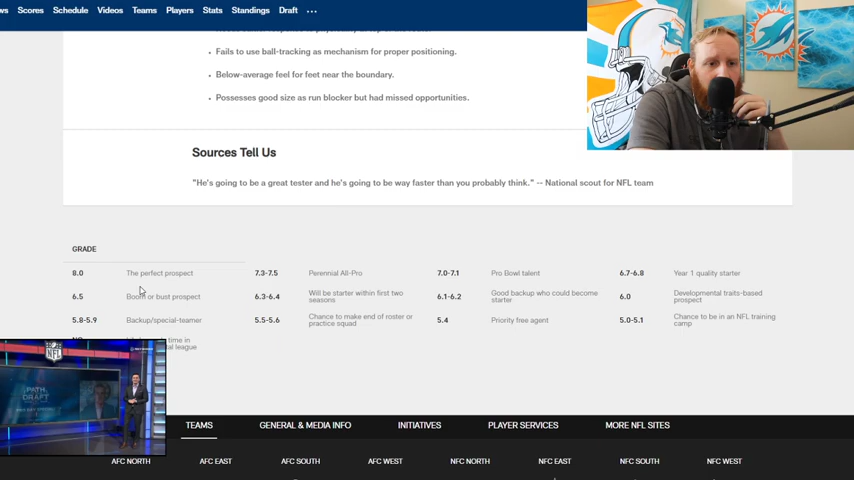 ws Scores Schedule Videos Teams Players Stats Standings Draft ...
Fails to use ball-tracking as mechanism for proper positioning.
Below-average feel for feet near the boundary.
Possesses good size as run blocker but had missed opportunities.
Sources Tell Us
"He's going to be a great tester and he's going to be way faster than you probably think." -- National scout for NFL team
GRADE
8.0 The perfect prospect 7.3-7.5 Perennial All-Pro 7.0-7.1 Pro Bowl talent 6.7-6.8 Year 1 quality starter
6.5 Boom or bust prospect 6.3-6.4 Will be starter within first two seasons 6.1-6.2 Good backup who could become starter 6.0 Developmental traits-based prospect
5.8-5.9 Backup/special-teamer 5.5-5.6 Chance to make end of roster or practice squad 5.4 Priority free agent 5.0-5.1 Chance to be in an NFL training camp
time in
league
NFL
PATH
DRAFT
TEAMS GENERAL & MEDIA INFO INITIATIVES PLAYER SERVICES MORE NFL SITES
AFC NORTH AFC EAST AFC SOUTH AFC WEST NFC NORTH NFC EAST NFC SOUTH NFC WEST